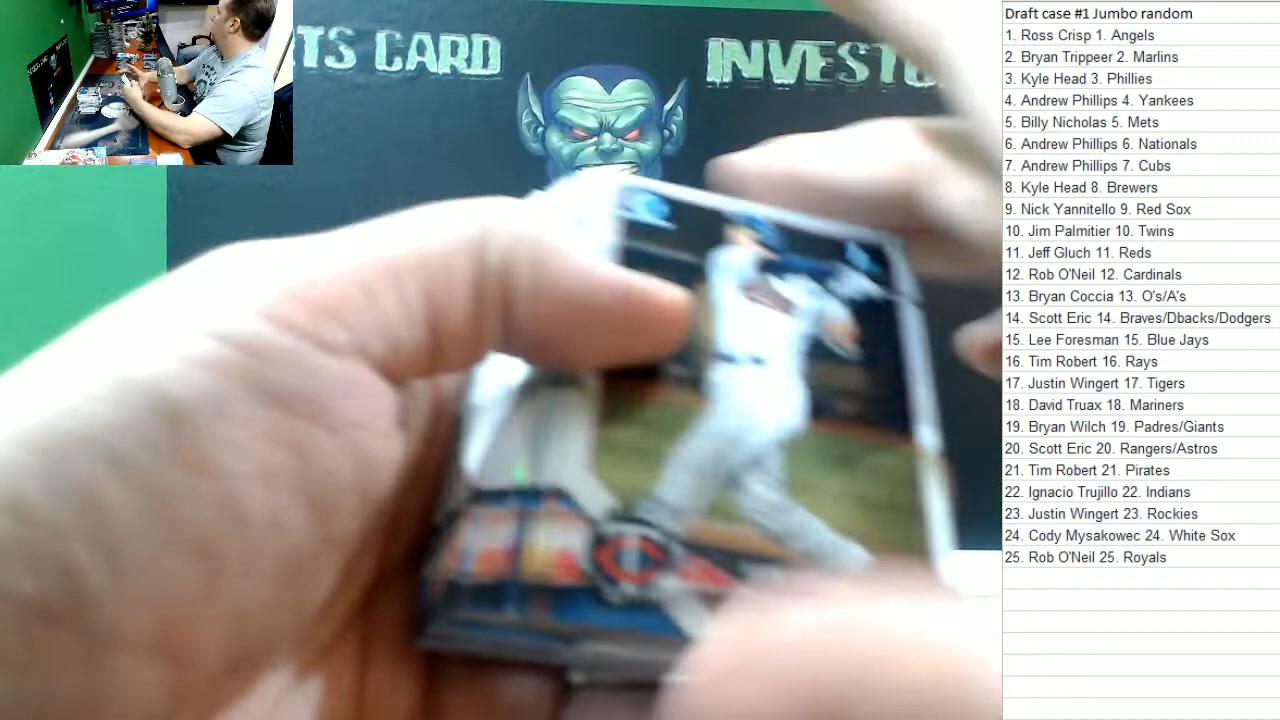 TS CARD INVESTO
Draft case #1 Jumbo random
1. Ross Crisp 1. Angels
2. Bryan Trippeer 2. Marlins
3. Kyle Head 3. Phillies
4. Andrew Phillips 4. Yankees
5. Billy Nicholas 5. Mets
6. Andrew Phillips 6. Nationals
7. Andrew Phillips 7. Cubs
8. Kyle Head 8. Brewers
9. Nick Yannitello 9. Red Sox
10. Jim Palmitier 10. Twins
11. Jeff Gluch 11. Reds
12. Rob O'Neil 12. Cardinals
13. Bryan Coccia 13. O's/A's
14. Scott Eric 14. Braves/Dbacks/Dodgers
15. Lee Foresman 15. Blue Jays
16. Tim Robert 16. Rays
17. Justin Wingert 17. Tigers
18. David Truax 18. Mariners
19. Bryan Wilch 19. Padres/Giants
20. Scott Eric 20. Rangers/Astros
21. Tim Robert 21. Pirates
22. Ignacio Trujillo 22. Indians
23. Justin Wingert 23. Rockies
24. Cody Mysakowec 24. White Sox
25. Rob O'Neil 25. Royals